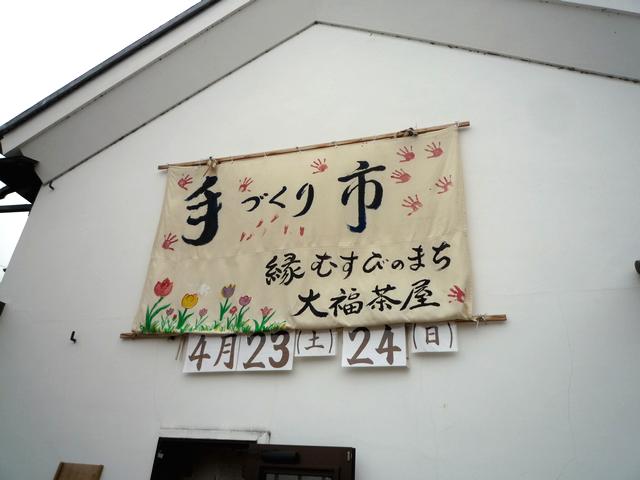 手づくり市
縁むすびのまち
大福茶屋
4月23(土)24(日)